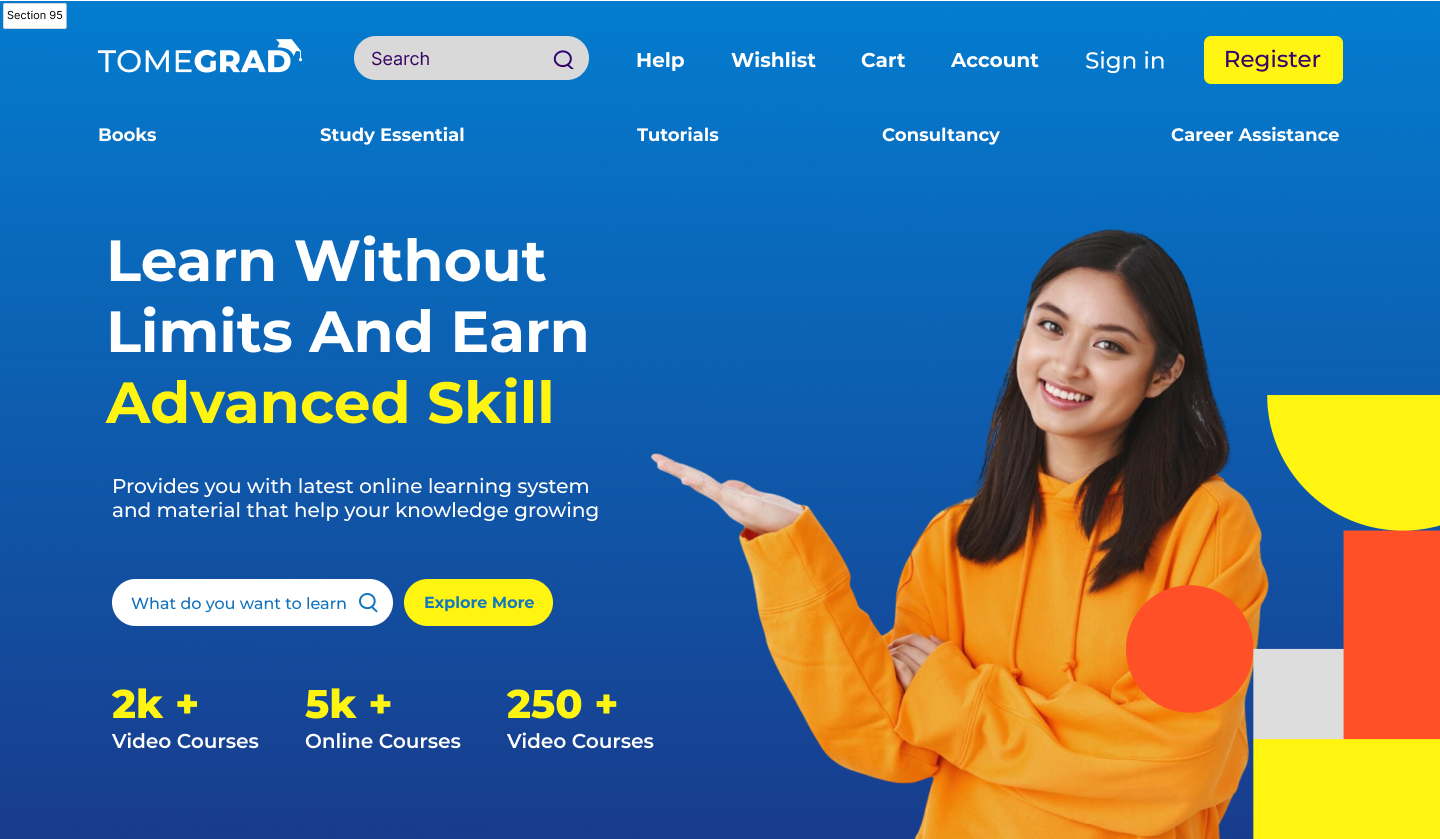 Section 95
TOMEGRAD
Search
Help
Wishlist
Cart
Account
Sign in
Register
Books
Study Essential
Tutorials
Consultancy
Career Assistance
Learn Without
Limits And Earn
Advanced Skill
Provides you with latest online learning system
and material that help your knowledge growing
What do you want to learn
Explore More
2k +
5k +
250 +
Video Courses
Online Courses
Video Courses